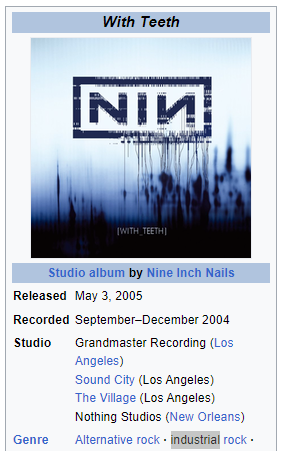 With Teeth
NIN
[WITH_TEETH]
Studio album by Nine Inch Nails
Released May 3, 2005
Recorded September–December 2004
Studio Grandmaster Recording (Los
Angeles)
Sound City (Los Angeles)
The Village (Los Angeles)
Nothing Studios (New Orleans)
Genre Alternative rock · industrial rock ·